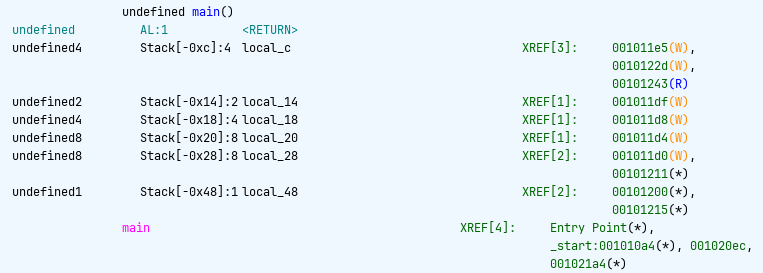 undefined main()
undefined AL:1 <RETURN>
undefined4 Stack[-0xc]:4 local_c XREF[3]: 001011e5(W),
0010122d(W),
00101243(R)
undefined2 Stack[-0x14]:2 local_14 XREF[1]: 001011df(W)
undefined4 Stack[-0x18]:4 local_18 XREF[1]: 001011d8(W)
undefined8 Stack[-0x20]:8 local_20 XREF[1]: 001011d4(W)
undefined8 Stack[-0x28]:8 local_28 XREF[2]: 001011d0(W),
00101211(*)
undefined1 Stack[-0x48]:1 local_48 XREF[2]: 00101200(*),
00101215(*)
main XREF[4]: Entry Point(*),
_start:001010a4(*), 001020ec,
001021a4(*)